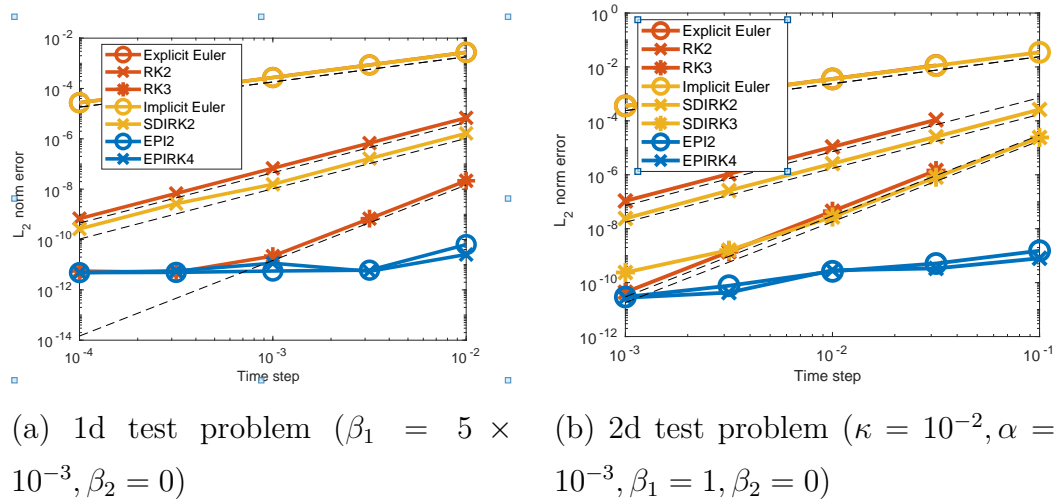 10^-2
10^-4
10^-6
10^-8
10^-10
10^-12
10^-14
L_2 norm error
Explicit Euler
RK2
RK3
Implicit Euler
SDIRK2
EPI2
EPIRK4
10^-4
10^-3
10^-2
Time step
10^0
10^-2
10^-4
10^-6
10^-8
10^-10
10^-12
L_2 norm error
Explicit Euler
RK2
RK3
Implicit Euler
SDIRK2
SDIRK3
EPI2
EPIRK4
10^-3
10^-2
10^-1
Time step
(a) 1d test problem (β_1 = 5 ×
10^−3, β_2 = 0)
(b) 2d test problem (κ = 10^−2, α =
10^−3, β_1 = 1, β_2 = 0)